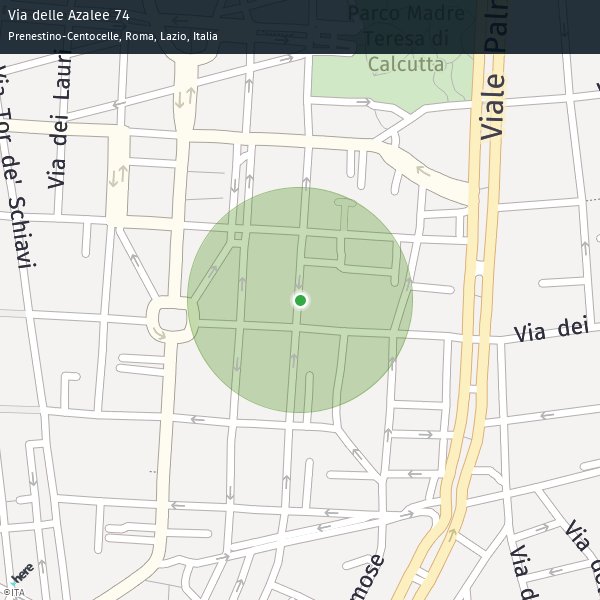 Via delle Azalee 74
Prenestino-Centocelle, Roma, Lazio, Italia
Parco Madre
Teresa di
Calcutta
Viale Palm
Via dei Lauri
Via Tor de' Schiavi
Via dei
mose
Via d
Via de
here
©ITA